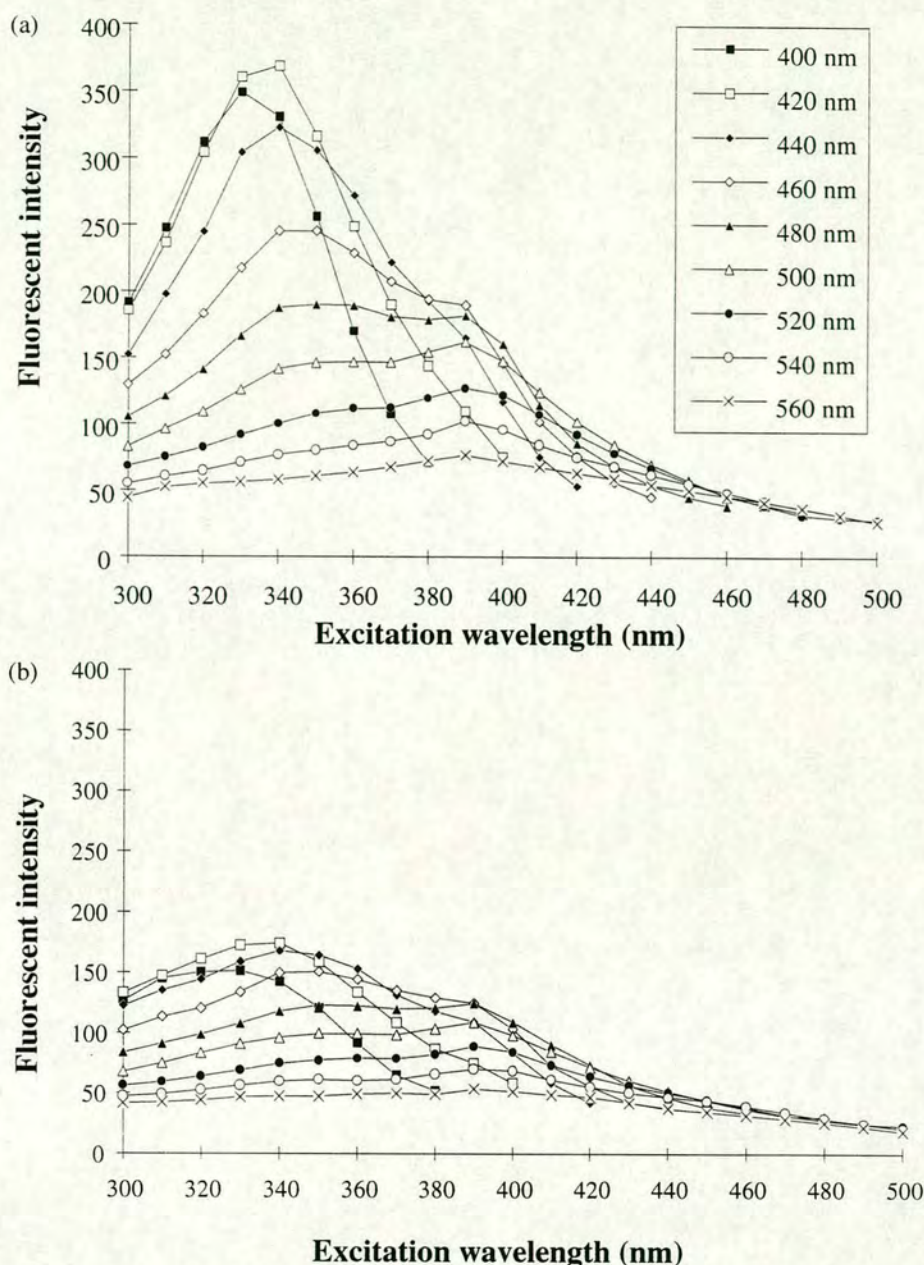 (a)
400
350
300
250
200
150
100
50
0
Fluorescent intensity
400 nm
420 nm
440 nm
460 nm
480 nm
500 nm
520 nm
540 nm
560 nm
300 320 340 360 380 400 420 440 460 480 500
Excitation wavelength (nm)
(b)
400
350
300
250
200
150
100
50
0
Fluorescent intensity
300 320 340 360 380 400 420 440 460 480 500
Excitation wavelength (nm)